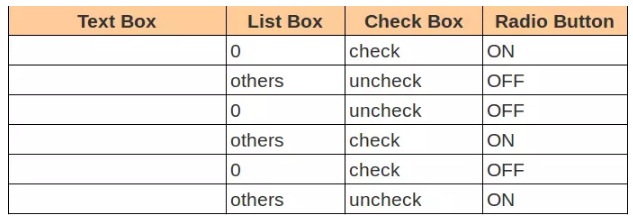 Text Box List Box Check Box Radio Button
0 check ON
others uncheck OFF
0 uncheck OFF
others check ON
0 check OFF
others uncheck ON